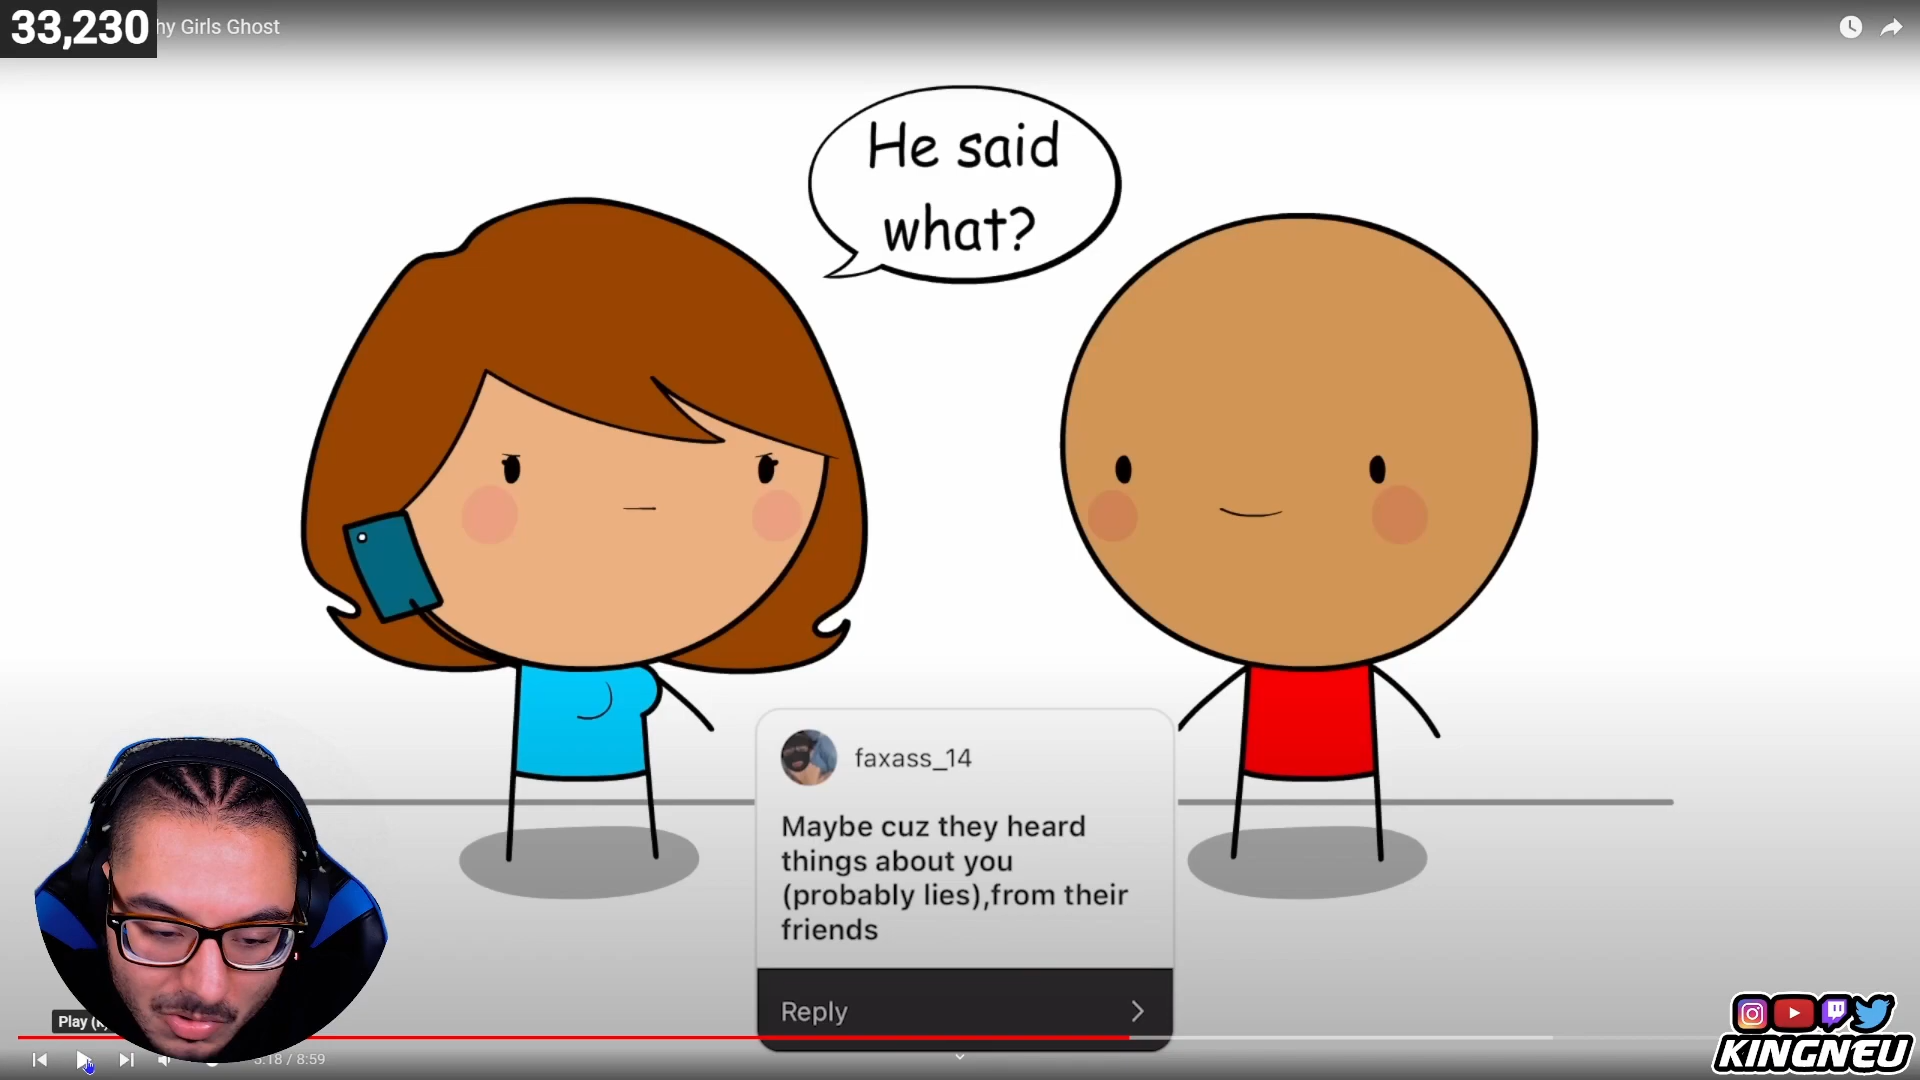 33,230
hy Girls Ghost
He said
what?
faxass_14
Maybe cuz they heard
things about you
(probably lies),from their
friends
Reply
Play
/ 8:59
KINGNEU